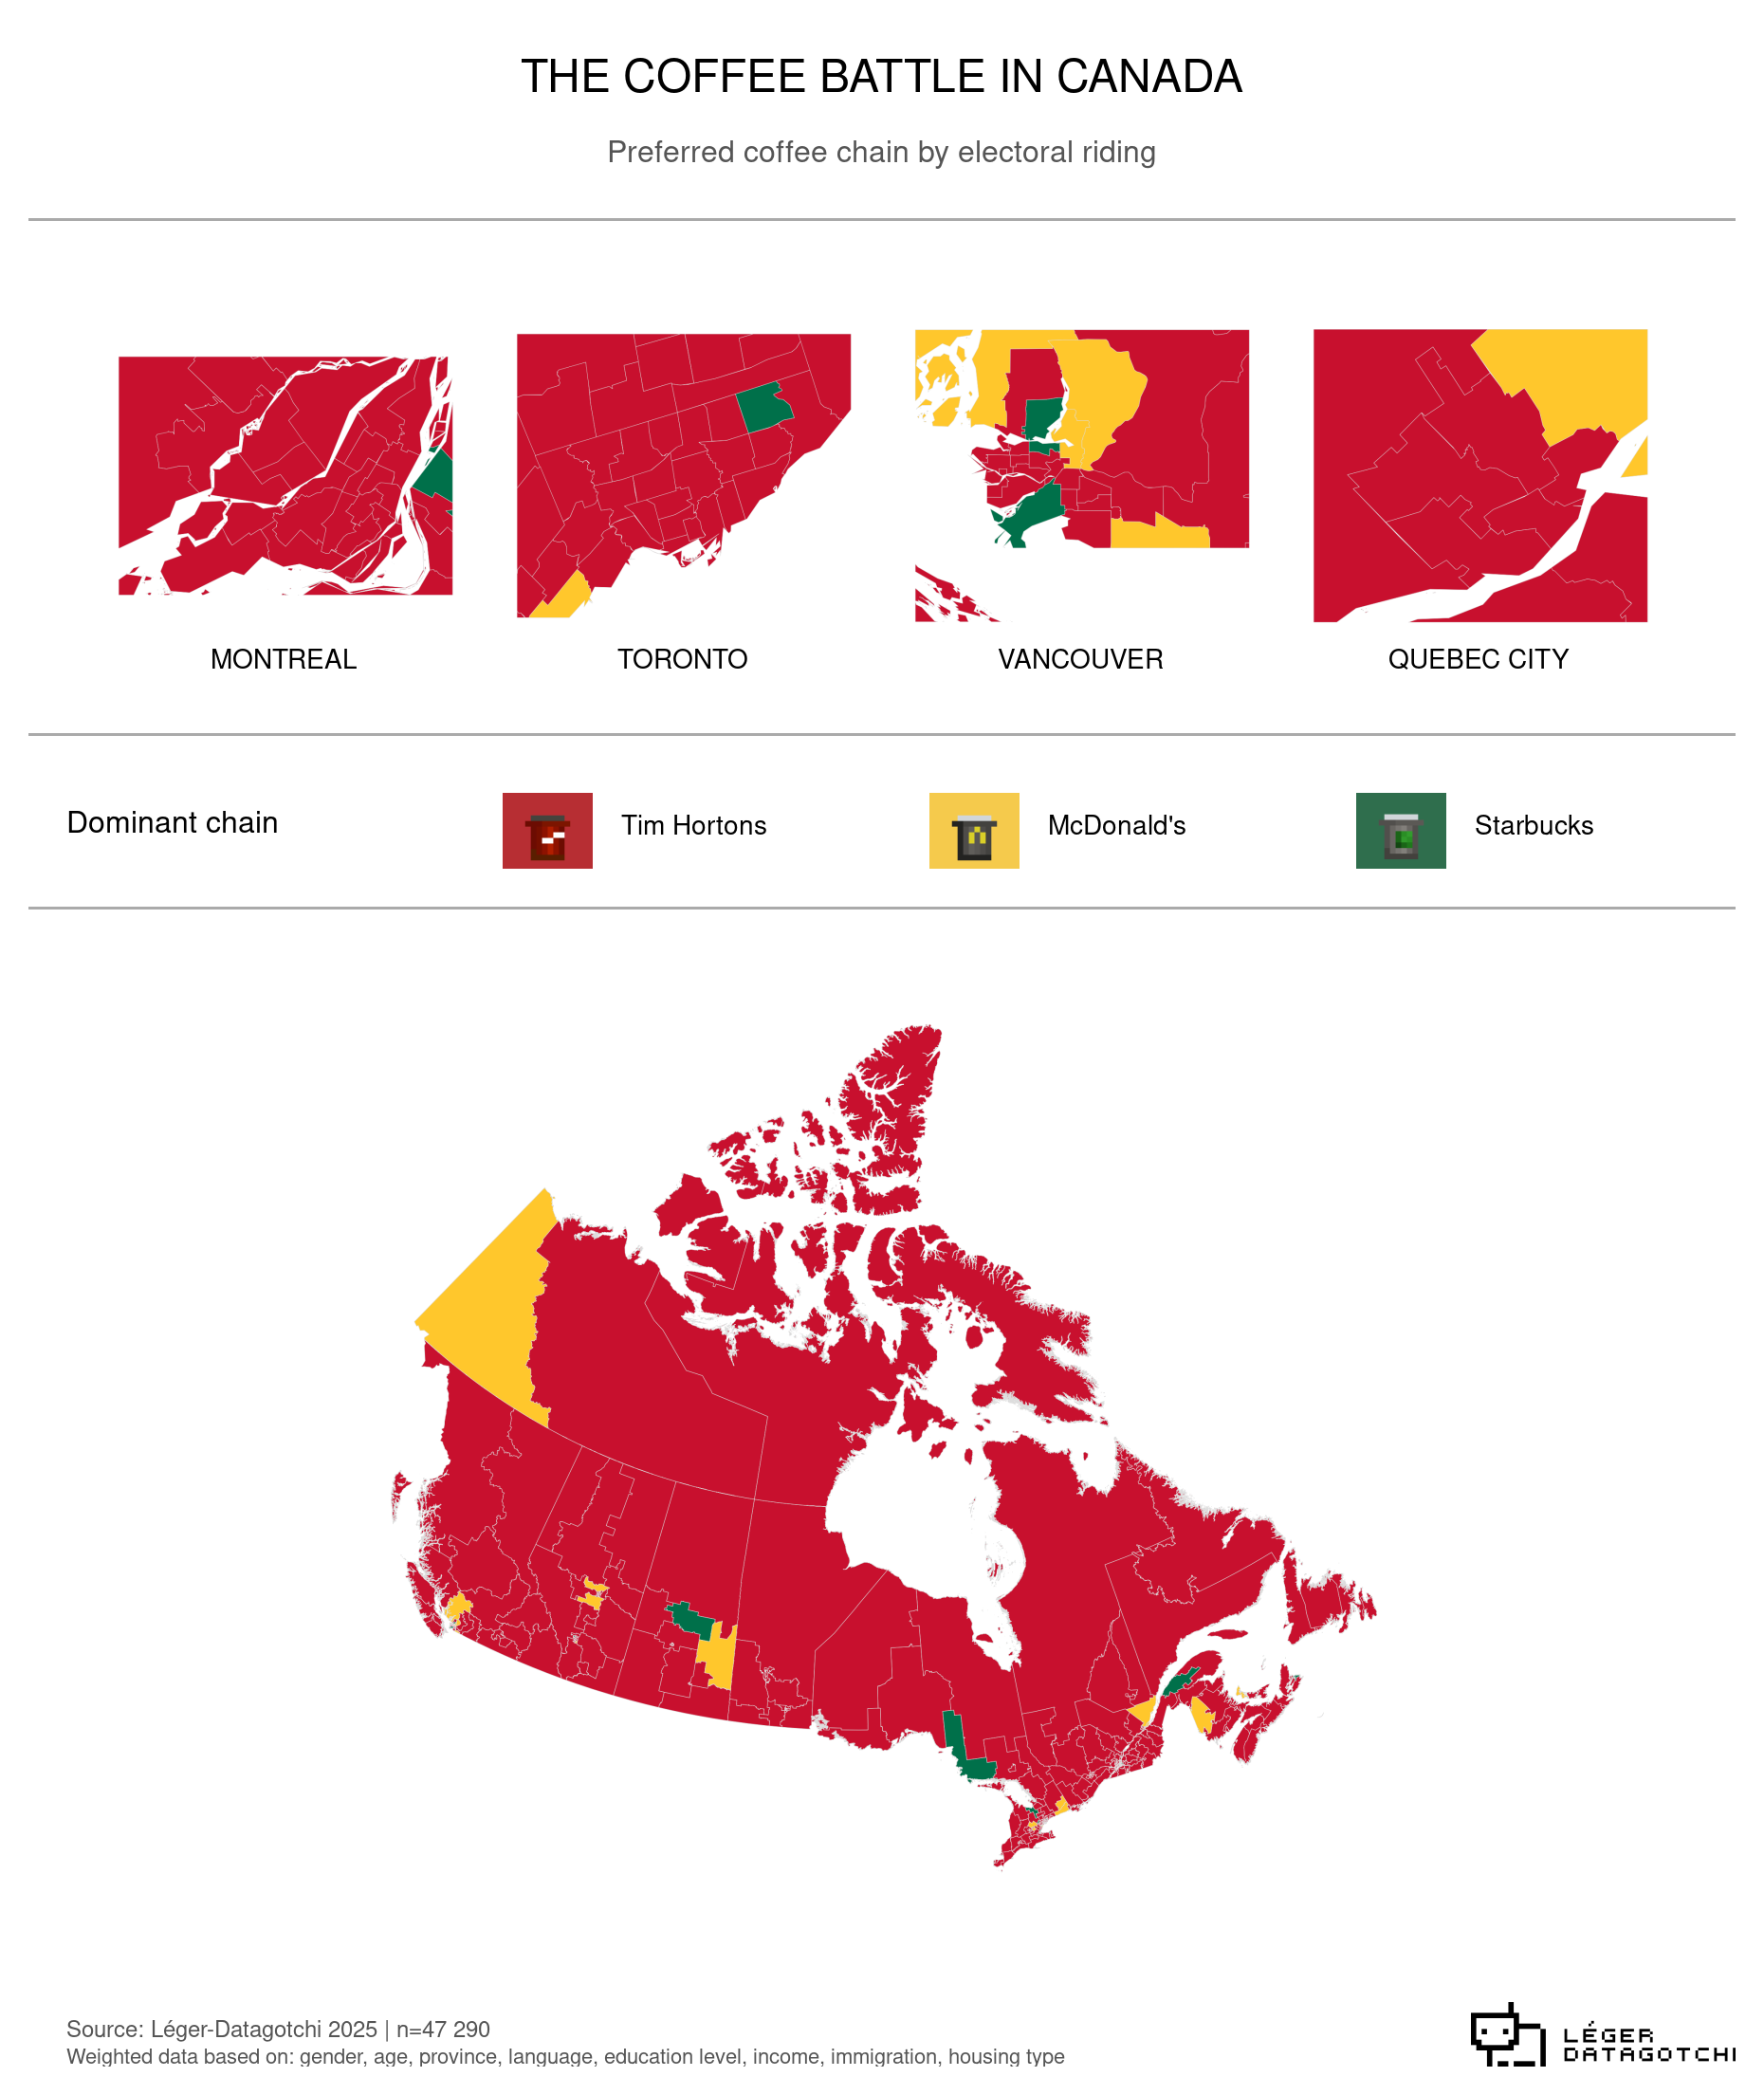 THE COFFEE BATTLE IN CANADA
Preferred coffee chain by electoral riding
MONTREAL
TORONTO
VANCOUVER
QUEBEC CITY
Dominant chain
Tim Hortons
McDonald's
Starbucks
Source: Léger-Datagotchi 2025 | n=47 290
Weighted data based on: gender, age, province, language, education level, income, immigration, housing type
LÉGER
DATAGOTCHI